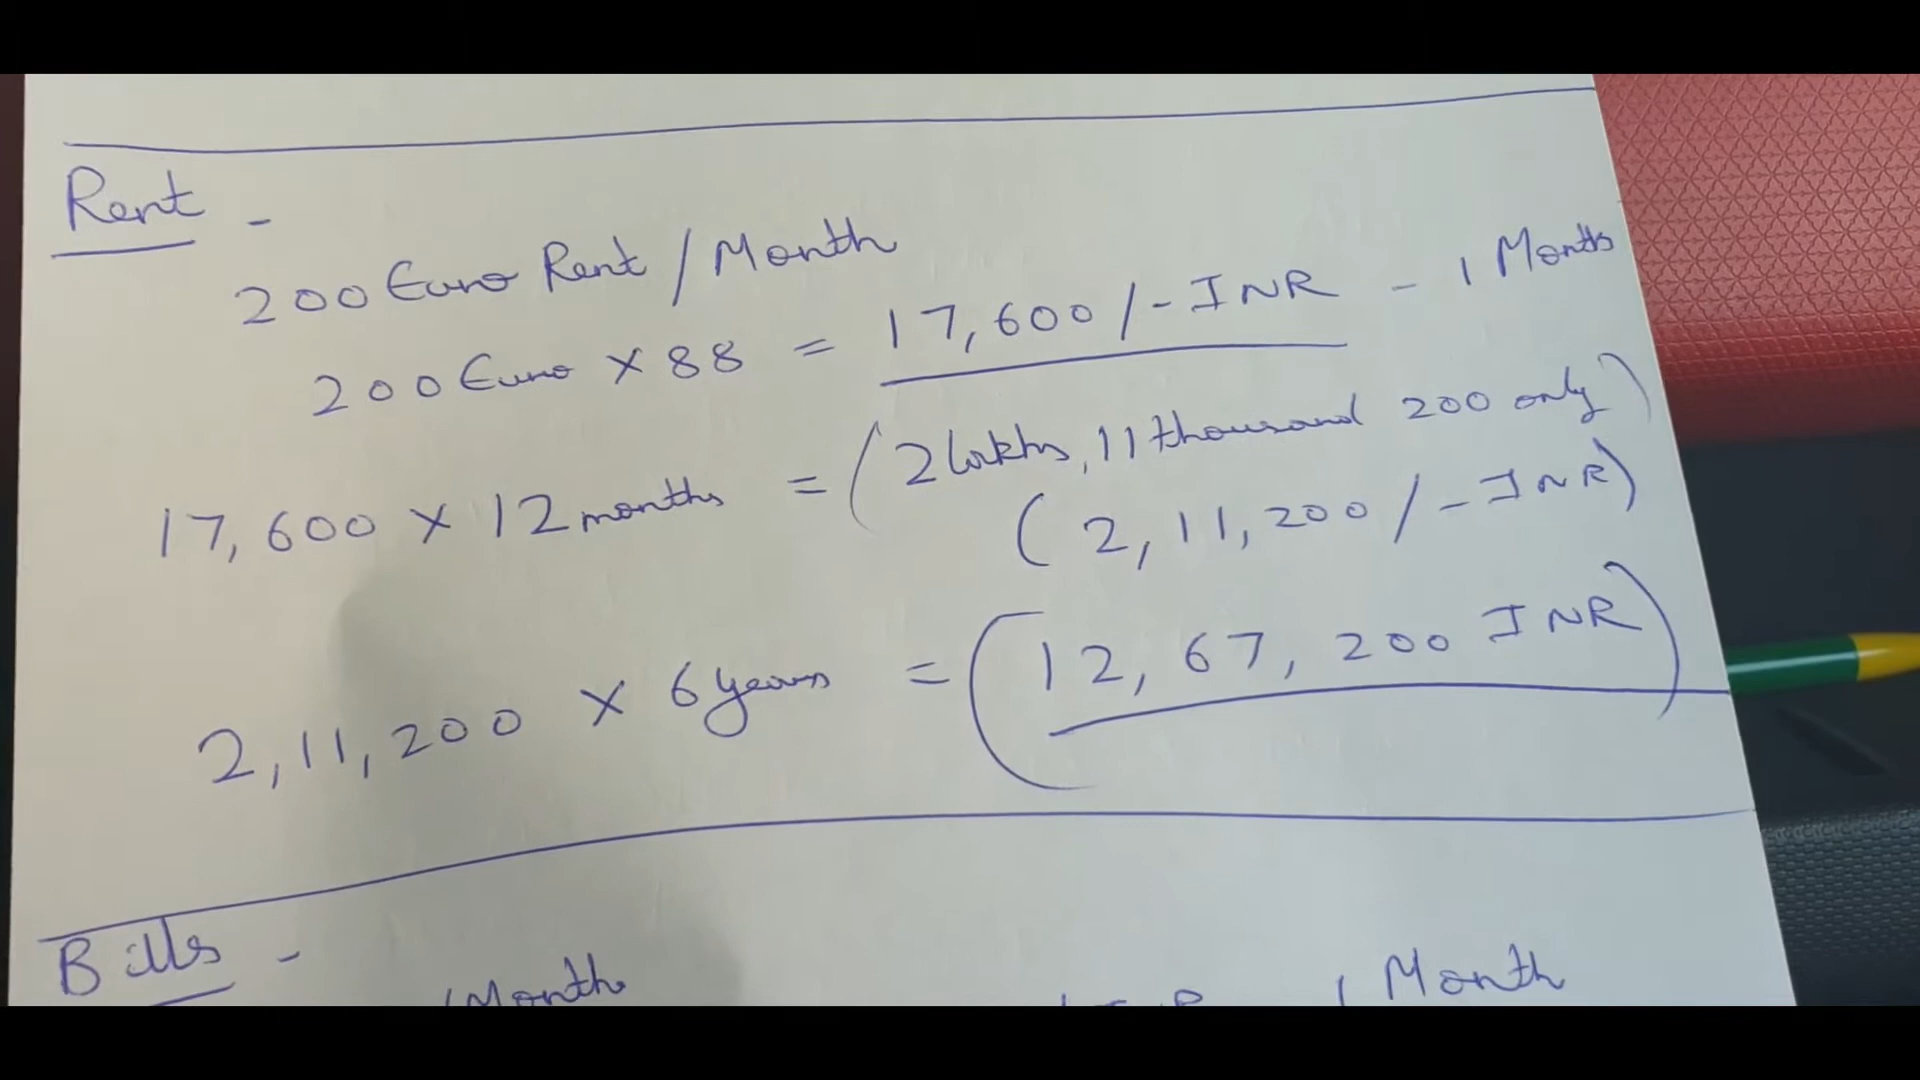 Rent -
200 Euro Rent / Month
200 Euro X 88 = 17,600/- INR - 1 Month
17,600 X 12 months = (2 lakhs, 11 thousand 200 only)
(2,11,200/- INR)
2,11,200 X 6 years = (12,67,200 INR)
Bills -
/Month 1 Month